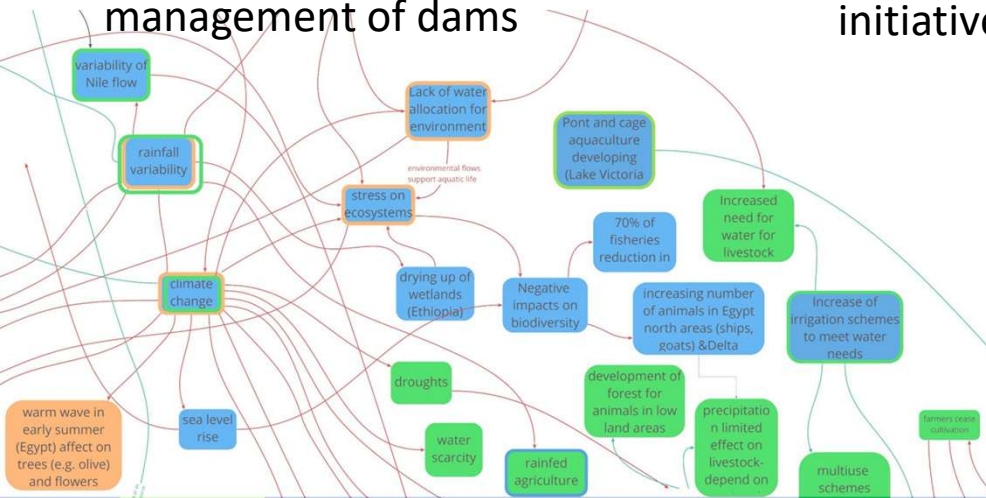 management of dams
initiative
variability of
Nile flow
Lack of water
allocation for
environment
Pont and cage
aquaculture
developing
(Lake Victoria
rainfall
variability
environmental flows
support aquatic life
stress on
ecosystems
Increased
need for
water for
livestock
70% of
fisheries
reduction in
climate
change
drying up of
wetlands
(Ethiopia)
Negative
impacts on
biodiversity
increasing number
of animals in Egypt
north areas (ships,
goats) &Delta
Increase of
irrigation schemes
to meet water
needs
droughts
development of
forest for
animals in low
land areas
warm wave in
early summer
(Egypt) affect on
trees (e.g. olive)
and flowers
sea level
rise
water
scarcity
rainfed
agriculture
precipitatio
n limited
effect on
livestock-
depend on
farmers cease
cultivation
multiuse
schemes